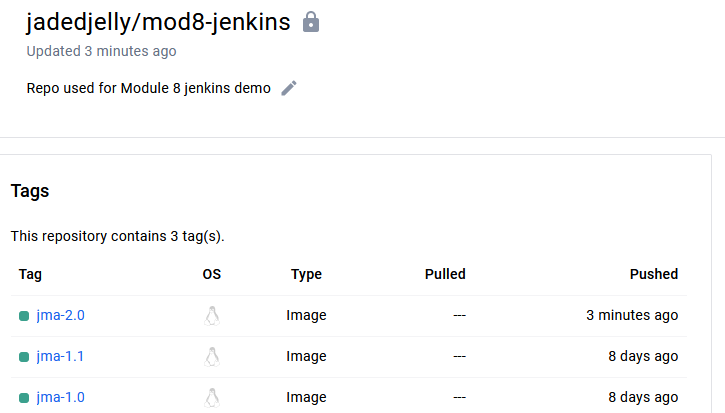 jadedjelly/mod8-jenkins
Updated 3 minutes ago
Repo used for Module 8 jenkins demo
Tags
This repository contains 3 tag(s).
Tag OS Type Pulled Pushed
jma-2.0 Image --- 3 minutes ago
jma-1.1 Image --- 8 days ago
jma-1.0 Image --- 8 days ago